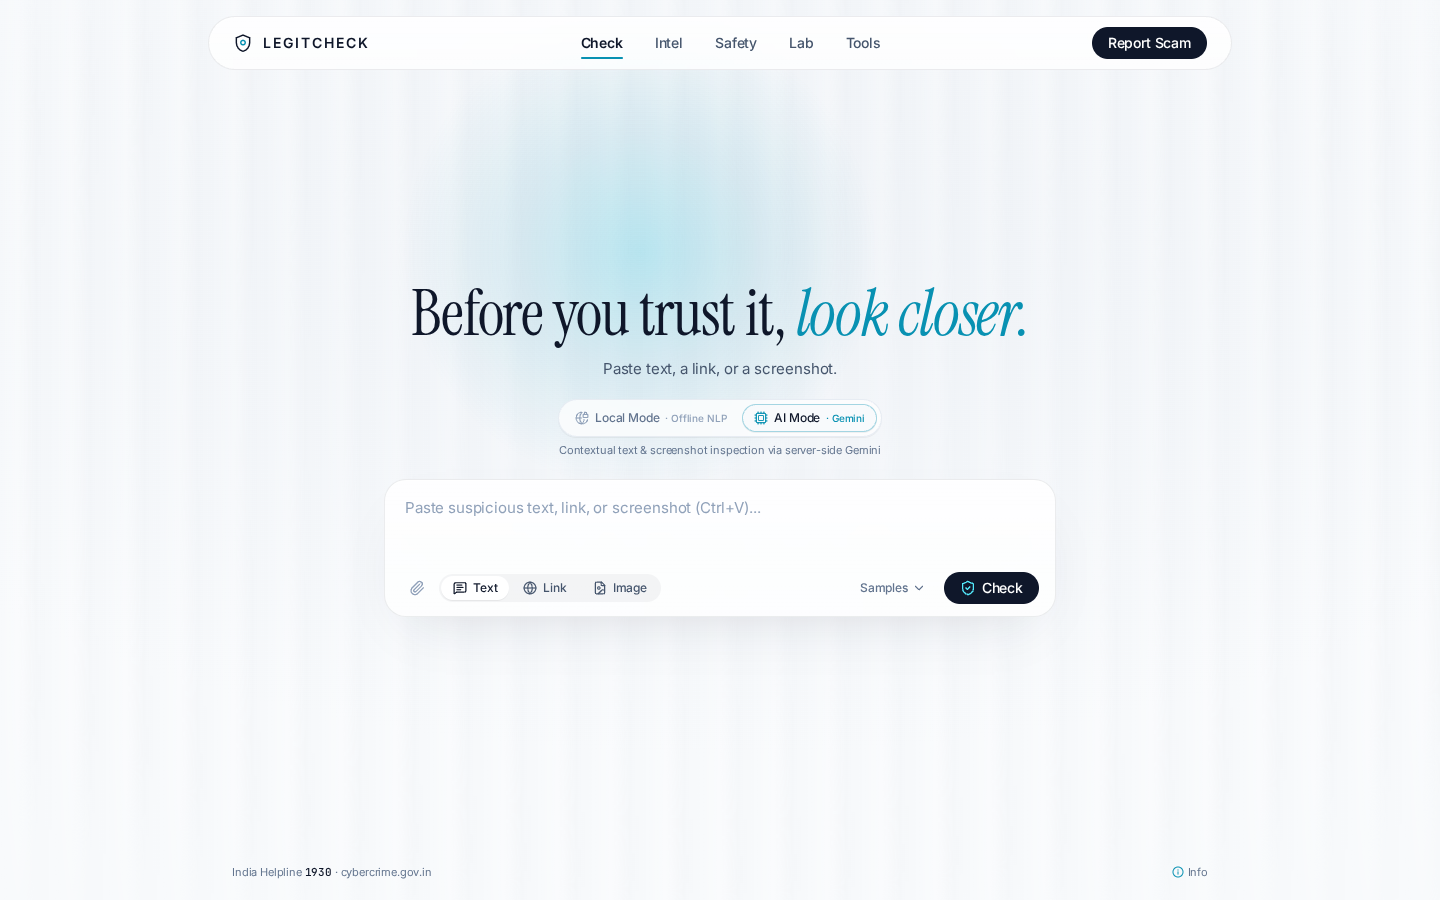 LEGITCHECK
Check Intel Safety Lab Tools
Report Scam
Before you trust it, look closer.
Paste text, a link, or a screenshot.
Local Mode · Offline NLP AI Mode · Gemini
Contextual text & screenshot inspection via server-side Gemini
Paste suspicious text, link, or screenshot (Ctrl+V)...
Text Link Image Samples Check
India Helpline 1930 · cybercrime.gov.in Info